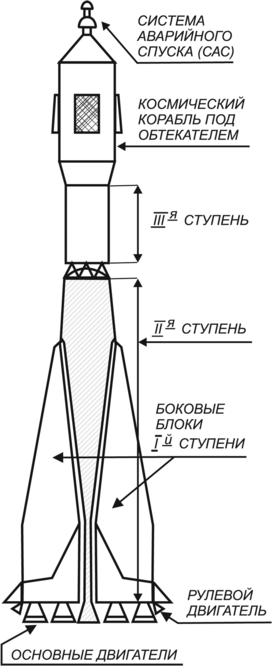 СИСТЕМА
АВАРИЙНОГО
СПУСКА (САС)
КОСМИЧЕСКИЙ
КОРАБЛЬ ПОД
ОБТЕКАТЕЛЕМ
III Я СТУПЕНЬ
II Я СТУПЕНЬ
БОКОВЫЕ
БЛОКИ
I Й СТУПЕНИ
РУЛЕВОЙ
ДВИГАТЕЛЬ
ОСНОВНЫЕ ДВИГАТЕЛИ